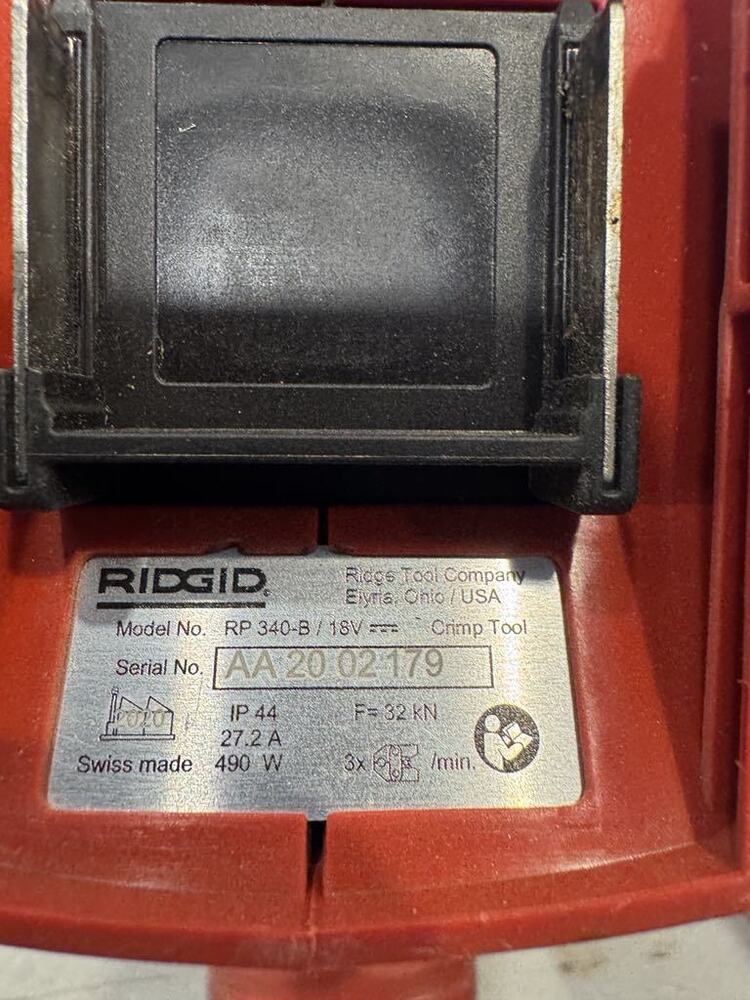 RIDGID
Ridge Tool Company
Elyria, Ohio / USA
Model No. RP 340-B / 18V Crimp Tool
Serial No. AA 20 02179
2020
IP 44 F= 32 kN
27.2 A
Swiss made 490 W 3x /min.